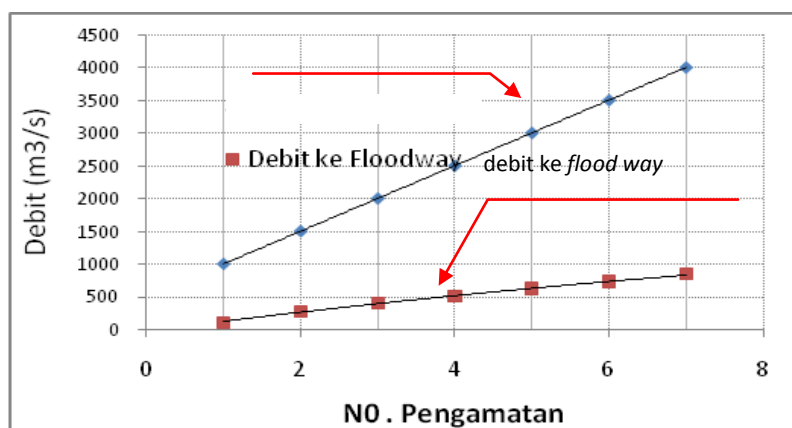 4500
4000
3500
3000
2500
2000
1500
1000
500
0
Debit (m3/s)
Debit ke Floodway
debit ke flood way
0 2 4 6 8
N0 . Pengamatan